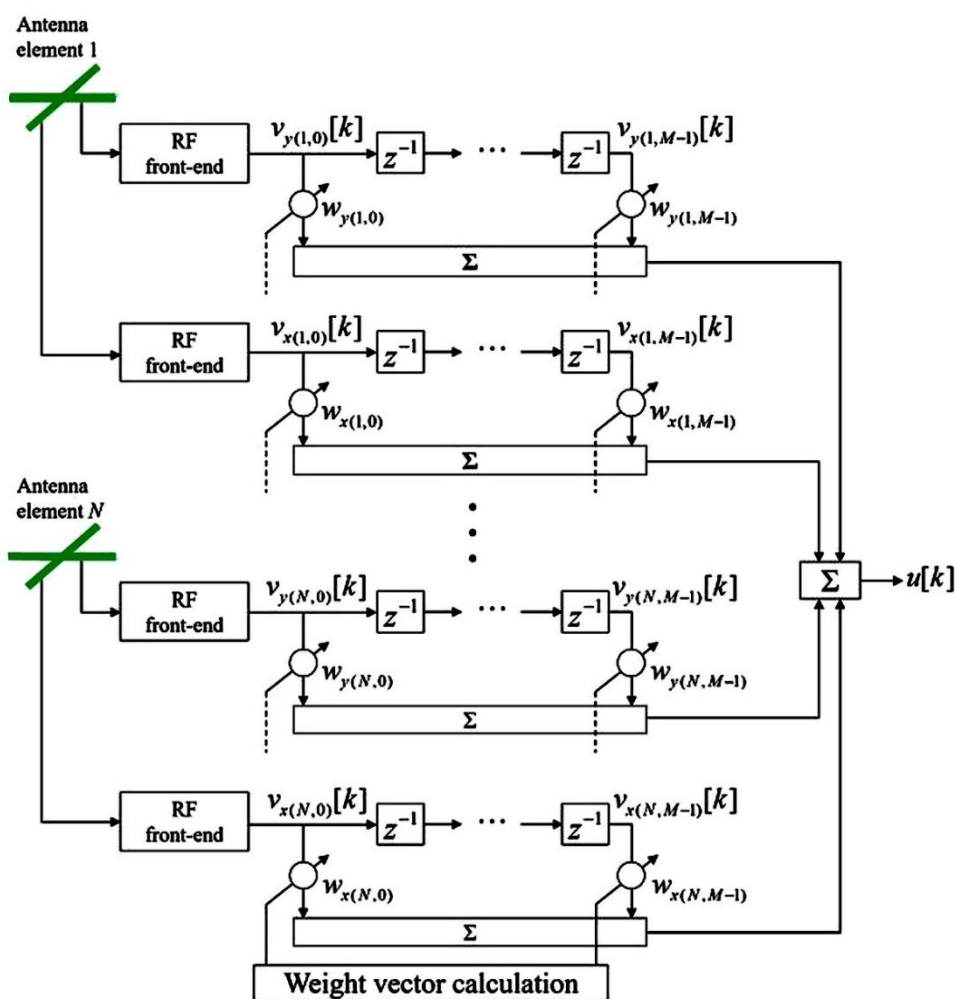 Antenna
element 1
RF
front-end
v_{y(1,0)}[k]
z^{-1}
...
z^{-1}
v_{y(1,M-1)}[k]
w_{y(1,0)}
w_{y(1,M-1)}
Σ
RF
front-end
v_{x(1,0)}[k]
z^{-1}
...
z^{-1}
v_{x(1,M-1)}[k]
w_{x(1,0)}
w_{x(1,M-1)}
Σ
Antenna
element N
Σ
u[k]
RF
front-end
v_{y(N,0)}[k]
z^{-1}
...
z^{-1}
v_{y(N,M-1)}[k]
w_{y(N,0)}
w_{y(N,M-1)}
Σ
RF
front-end
v_{x(N,0)}[k]
z^{-1}
...
z^{-1}
v_{x(N,M-1)}[k]
w_{x(N,0)}
w_{x(N,M-1)}
Σ
Weight vector calculation